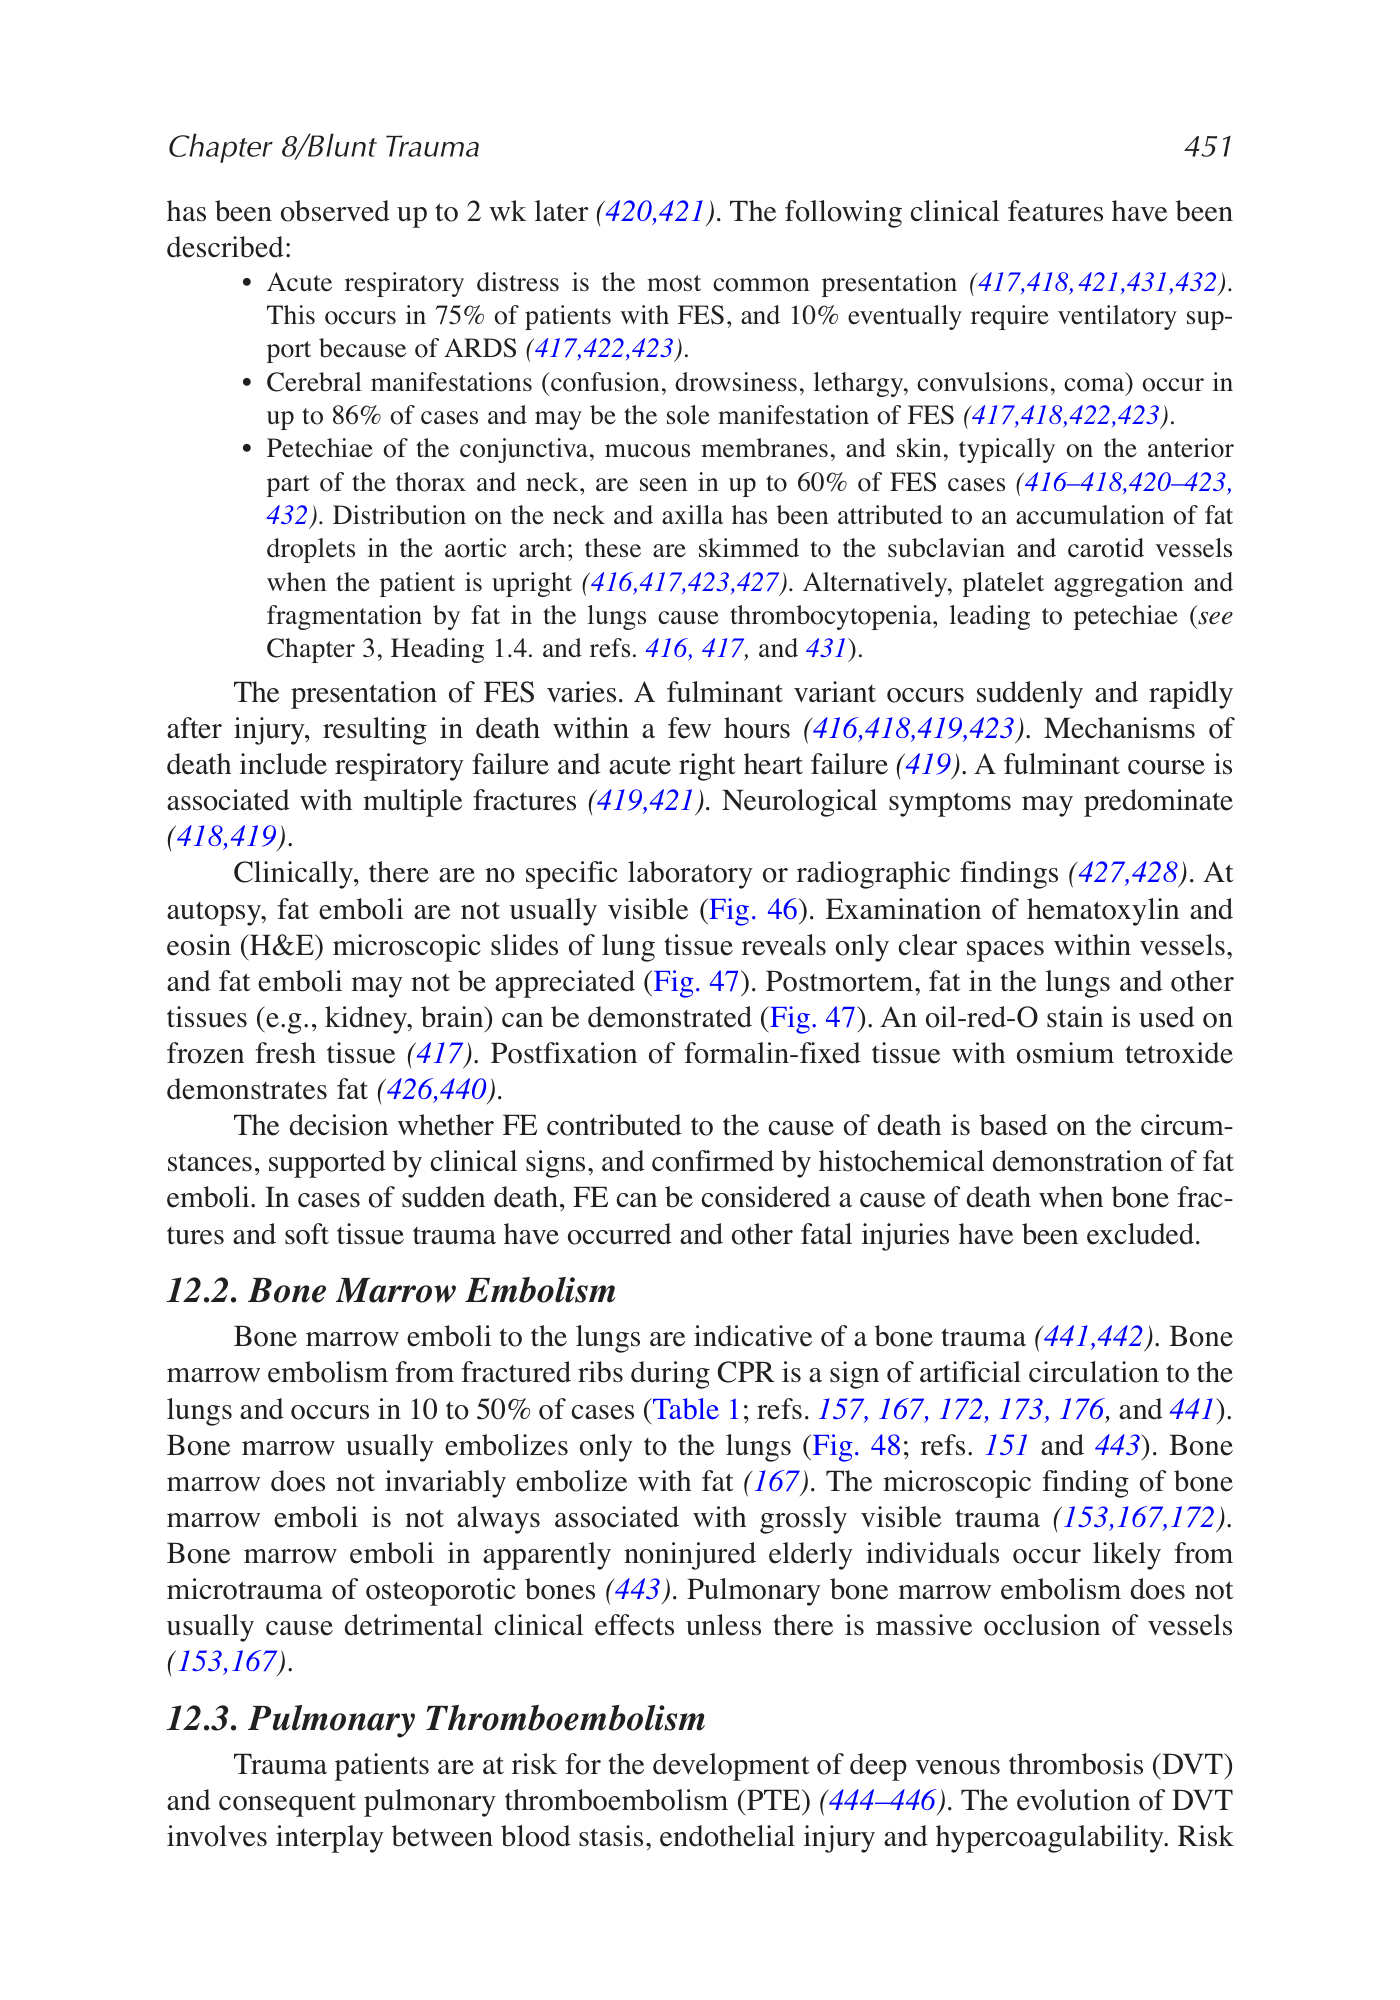 Chapter 8/Blunt Trauma 451
has been observed up to 2 wk later (420,421). The following clinical features have been
described:
• Acute respiratory distress is the most common presentation (417,418,421,431,432).
This occurs in 75% of patients with FES, and 10% eventually require ventilatory sup-
port because of ARDS (417,422,423).
• Cerebral manifestations (confusion, drowsiness, lethargy, convulsions, coma) occur in
up to 86% of cases and may be the sole manifestation of FES (417,418,422,423).
• Petechiae of the conjunctiva, mucous membranes, and skin, typically on the anterior
part of the thorax and neck, are seen in up to 60% of FES cases (416–418,420–423,
432). Distribution on the neck and axilla has been attributed to an accumulation of fat
droplets in the aortic arch; these are skimmed to the subclavian and carotid vessels
when the patient is upright (416,417,423,427). Alternatively, platelet aggregation and
fragmentation by fat in the lungs cause thrombocytopenia, leading to petechiae (see
Chapter 3, Heading 1.4. and refs. 416, 417, and 431).
The presentation of FES varies. A fulminant variant occurs suddenly and rapidly
after injury, resulting in death within a few hours (416,418,419,423). Mechanisms of
death include respiratory failure and acute right heart failure (419). A fulminant course is
associated with multiple fractures (419,421). Neurological symptoms may predominate
(418,419).
Clinically, there are no specific laboratory or radiographic findings (427,428). At
autopsy, fat emboli are not usually visible (Fig. 46). Examination of hematoxylin and
eosin (H&E) microscopic slides of lung tissue reveals only clear spaces within vessels,
and fat emboli may not be appreciated (Fig. 47). Postmortem, fat in the lungs and other
tissues (e.g., kidney, brain) can be demonstrated (Fig. 47). An oil-red-O stain is used on
frozen fresh tissue (417). Postfixation of formalin-fixed tissue with osmium tetroxide
demonstrates fat (426,440).
The decision whether FE contributed to the cause of death is based on the circum-
stances, supported by clinical signs, and confirmed by histochemical demonstration of fat
emboli. In cases of sudden death, FE can be considered a cause of death when bone frac-
tures and soft tissue trauma have occurred and other fatal injuries have been excluded.
12.2. Bone Marrow Embolism
Bone marrow emboli to the lungs are indicative of a bone trauma (441,442). Bone
marrow embolism from fractured ribs during CPR is a sign of artificial circulation to the
lungs and occurs in 10 to 50% of cases (Table 1; refs. 157, 167, 172, 173, 176, and 441).
Bone marrow usually embolizes only to the lungs (Fig. 48; refs. 151 and 443). Bone
marrow does not invariably embolize with fat (167). The microscopic finding of bone
marrow emboli is not always associated with grossly visible trauma (153,167,172).
Bone marrow emboli in apparently noninjured elderly individuals occur likely from
microtrauma of osteoporotic bones (443). Pulmonary bone marrow embolism does not
usually cause detrimental clinical effects unless there is massive occlusion of vessels
(153,167).
12.3. Pulmonary Thromboembolism
Trauma patients are at risk for the development of deep venous thrombosis (DVT)
and consequent pulmonary thromboembolism (PTE) (444–446). The evolution of DVT
involves interplay between blood stasis, endothelial injury and hypercoagulability. Risk